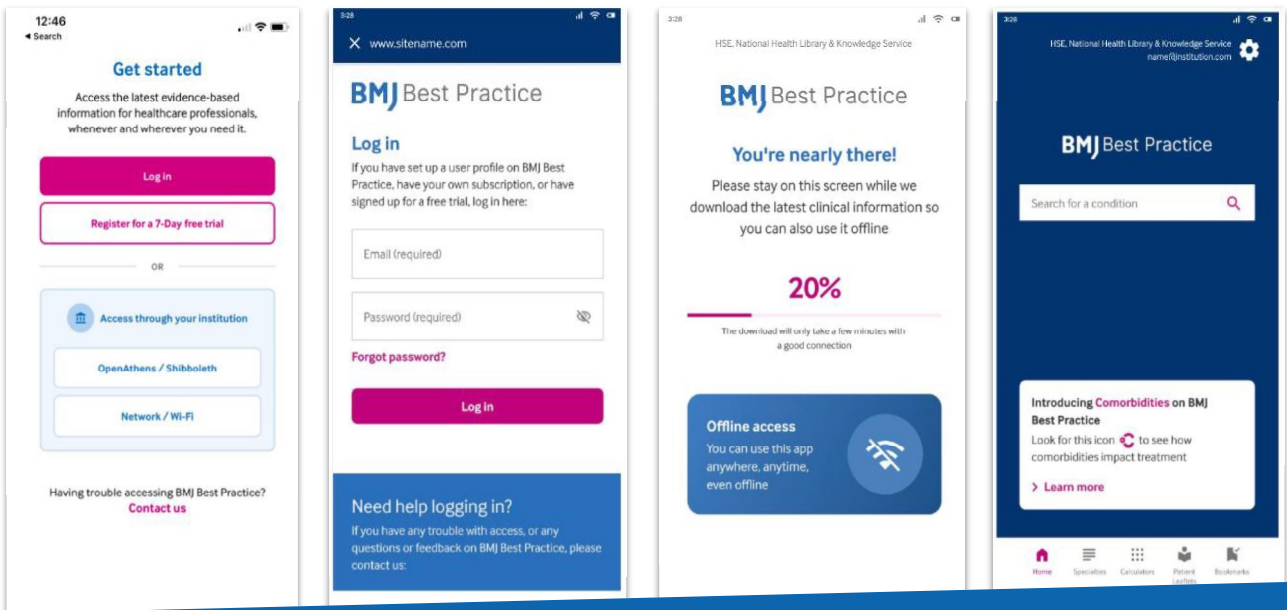 12:46
Search
Get started
Access the latest evidence-based
information for healthcare professionals,
whenever and wherever you need it.
Log in
Register for a 7-Day free trial
OR
Access through your institution
OpenAthens / Shibboleth
Network / Wi-Fi
Having trouble accessing BMJ Best Practice?
Contact us
3:28
www.sitename.com
BMJ Best Practice
Log in
If you have set up a user profile on BMJ Best
Practice, have your own subscription, or have
signed up for a free trial, log in here:
Email (required)
Password (required)
Forgot password?
Log in
Need help logging in?
If you have any trouble with access, or any
questions or feedback on BMJ Best Practice, please
contact us:
3:28
HSE, National Health Library & Knowledge Service
BMJ Best Practice
You're nearly there!
Please stay on this screen while we
download the latest clinical information so
you can also use it offline
20%
The download will only take a few minutes with
a good connection
Offline access
You can use this app
anywhere, anytime,
even offline
3:28
HSE, National Health Library & Knowledge Service
name@institution.com
BMJ Best Practice
Search for a condition
Introducing Comorbidities on BMJ
Best Practice
Look for this icon to see how
comorbidities impact treatment
Learn more
Home
Specialties
Calculators
Patient
Leaflets
Bookmarks